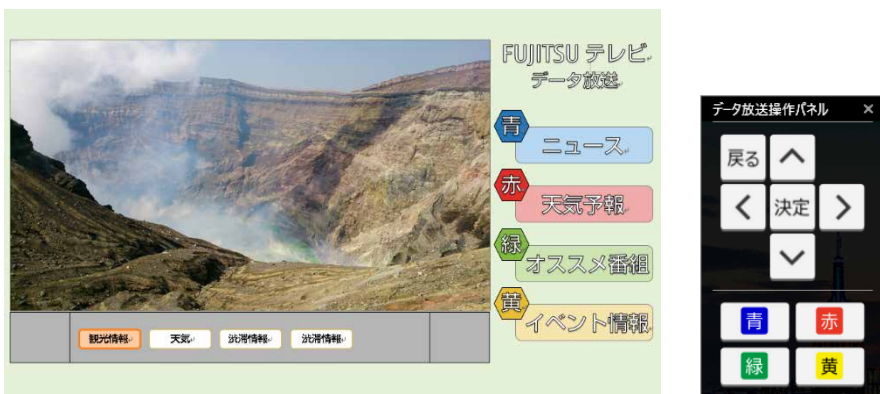 FUJITSU テレビ
データ放送
青
ニュース
赤
天気予報
緑
オススメ番組
黄
イベント情報
観光情報
天気
渋滞情報
渋滞情報
データ放送操作パネル ×
戻る
決定
青
赤
緑
黄